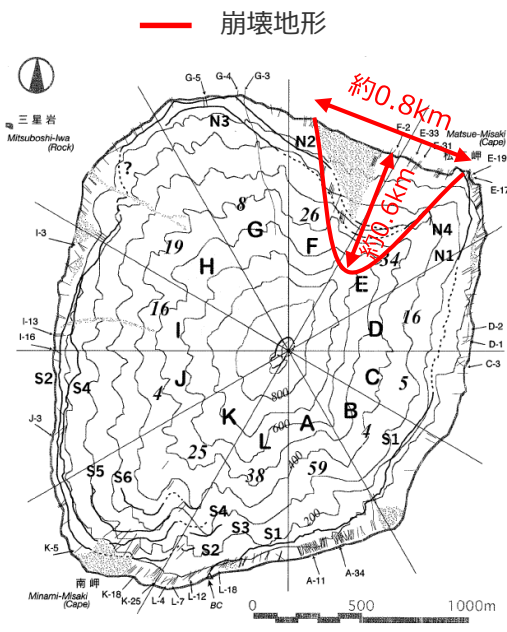 崩壊地形
約0.8km
約0.6km
三星岩
Mitsuboshi-Iwa
(Rock)
G-5
G-4
G-3
F-2
E-33
E-31
Matsue-Misaki
(Cape)
松
岬
E-19
E-17
N3
N2
N4
N1
?
I-3
8
26
34
19
16
16
G
F
H
E
I
D
J
C
K
B
L
A
I-13
I-16
S2
S4
J-3
4
5
4
25
38
59
800
600
400
200
D-2
D-1
C-3
S1
S5
S6
S4
S3
S2
S1
K-5
南岬
Minami-Misaki
(Cape)
K-18
K-25
L-4
L-7
L-12
BC
L-18
A-11
A-34
0
500
1000m